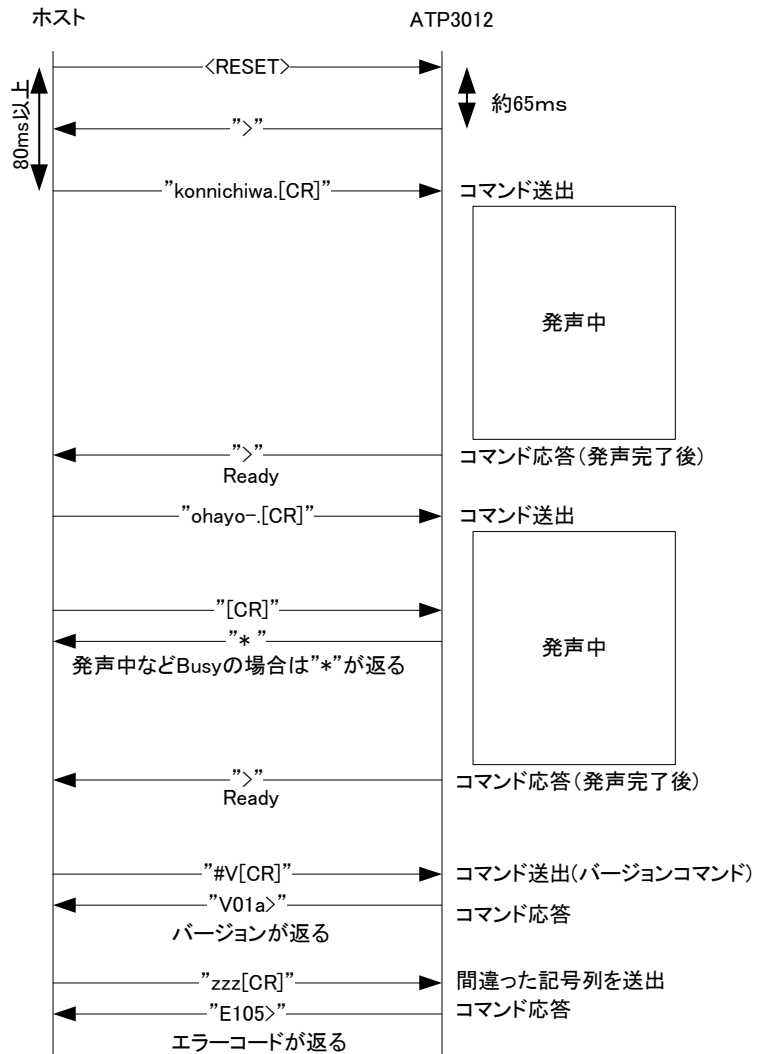 ホスト
ATP3012
<RESET>
80ms以上
約65ms
">"
"konnichiwa.[CR]"
コマンド送出
発声中
">"
コマンド応答(発声完了後)
Ready
"ohayo-.[CR]"
コマンド送出
"[CR]"
"* "
発声中
発声中などBusyの場合は"*"が返る
">"
コマンド応答(発声完了後)
Ready
"#V[CR]"
コマンド送出(バージョンコマンド)
"V01a>"
コマンド応答
バージョンが返る
"zzz[CR]"
間違った記号列を送出
"E105>"
コマンド応答
エラーコードが返る